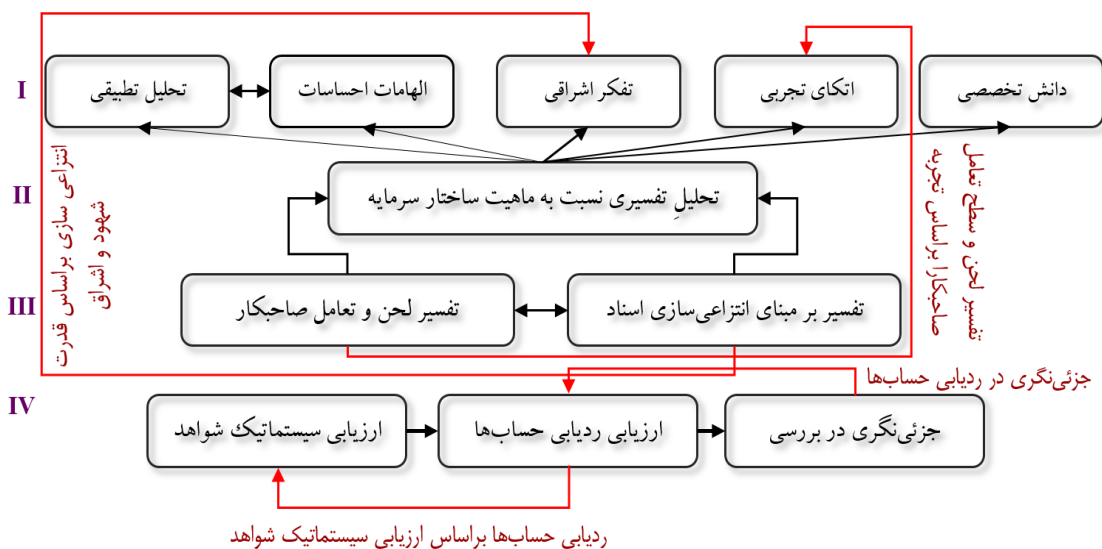 I
دانش تخصصی
اتکای تجربی
تفکر اشراقی
الهامات احساسات
تحلیل تطبیقی
II
تحلیلِ تفسیری نسبت به ماهیت ساختار سرمایه
تفسیر لحن و سطح تعامل
صاحبکارا براساس تجربه
انتزاعی سازی براساس قدرت
شهود و اشراق
III
تفسیر بر مبنای انتزاعی‌سازی اسناد
تفسیر لحن و تعامل صاحبکار
جزئی‌نگری در ردیابی حساب‌ها
IV
جزئی‌نگری در بررسی
ارزیابی ردیابی حساب‌ها
ارزیابی سیستماتیک شواهد
ردیابی حساب‌ها براساس ارزیابی سیستماتیک شواهد